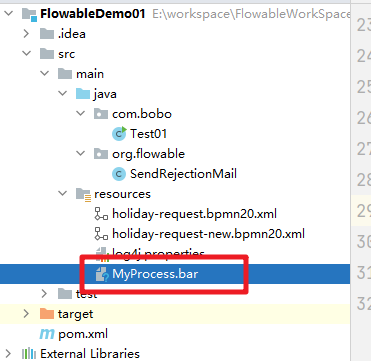 FlowableDemo01 E:\workspace\FlowableWorkSpace
.idea
src
main
java
com.bobo
Test01
org.flowable
SendRejectionMail
resources
holiday-request.bpmn20.xml
holiday-request-new.bpmn20.xml
log4j.properties
MyProcess.bar
test
target
pom.xml
External Libraries
23
24
25
26
27
28
29
30
31
32